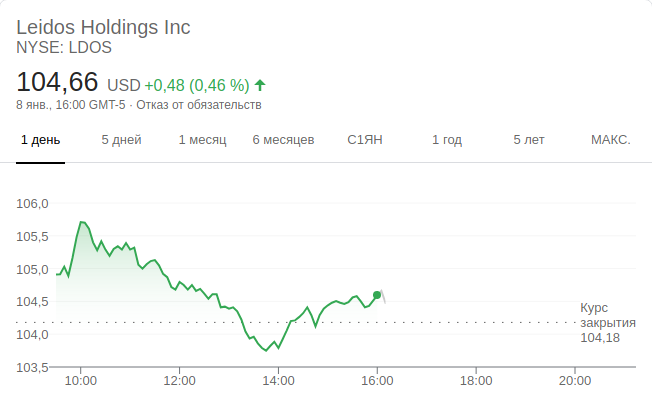 Leidos Holdings Inc
NYSE: LDOS
104,66 USD +0,48 (0,46 %)
8 янв., 16:00 GMT-5 · Отказ от обязательств
1 день 5 дней 1 месяц 6 месяцев С1ЯН 1 год 5 лет МАКС.
106,0
105,5
105,0
104,5
104,0
103,5
Курс
закрытия
104,18
10:00 12:00 14:00 16:00 18:00 20:00